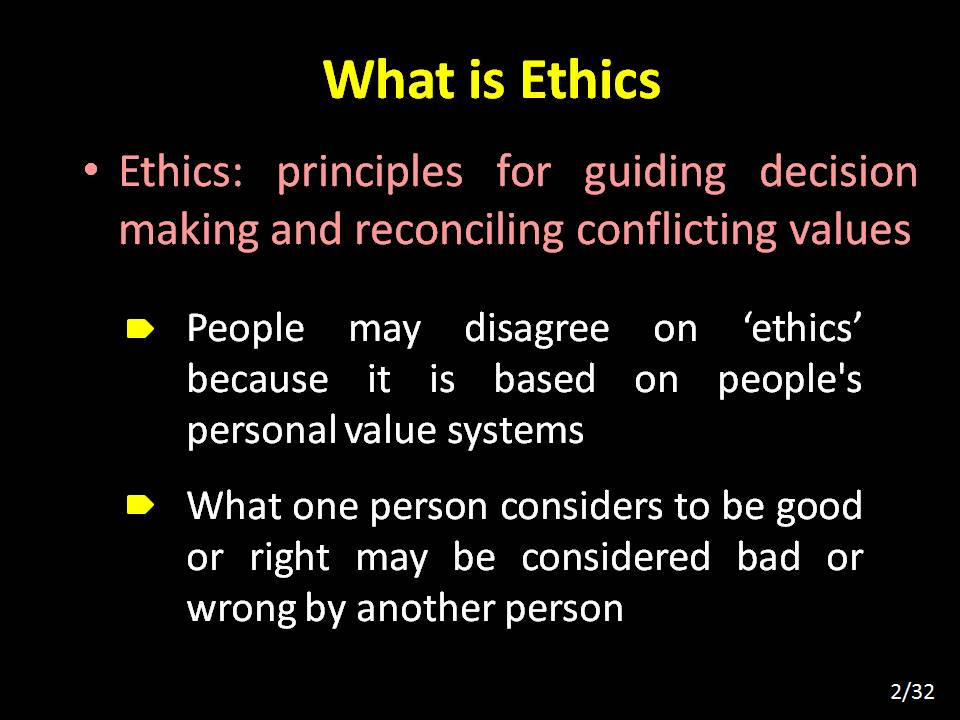 What is Ethics
• Ethics: principles for guiding decision
making and reconciling conflicting values
People may disagree on ‘ethics’
because it is based on people's
personal value systems
What one person considers to be good
or right may be considered bad or
wrong by another person
2/32